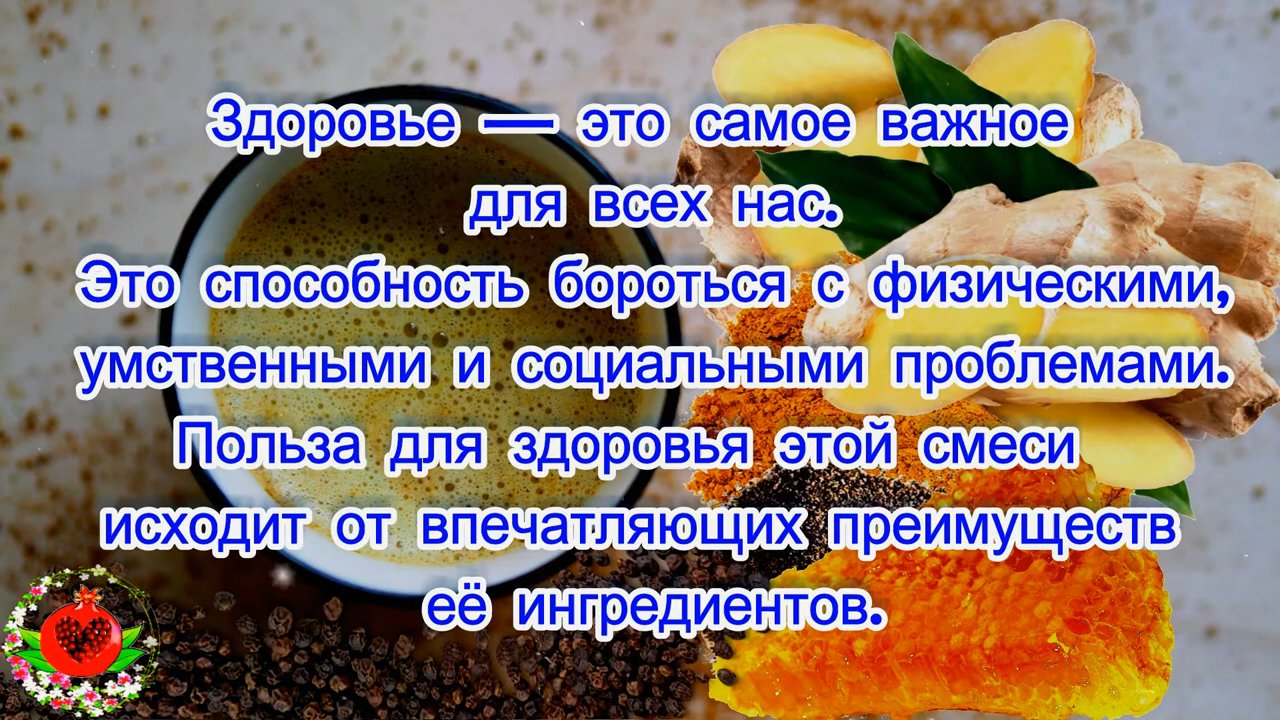 Здоровье — это самое важное
для всех нас.
Это способность бороться с физическими,
умственными и социальными проблемами.
Польза для здоровья этой смеси
исходит от впечатляющих преимуществ
её ингредиентов.